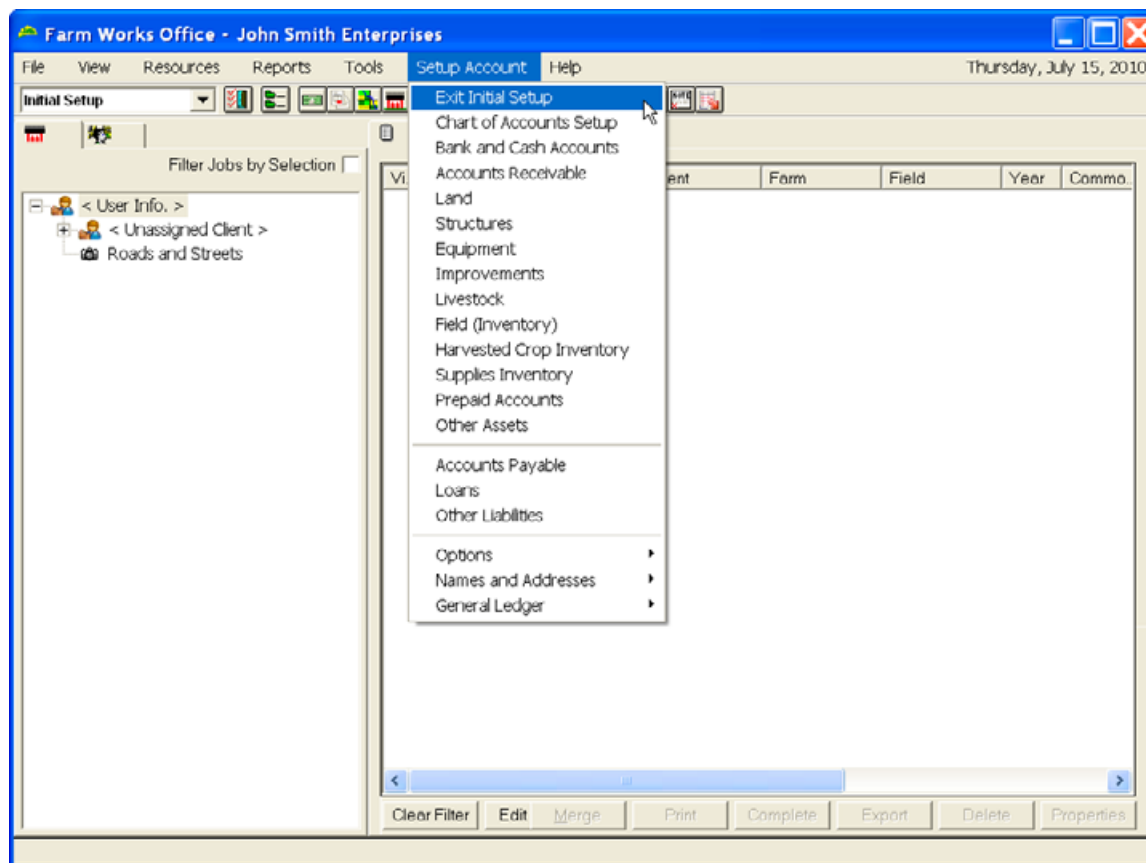 Farm Works Office - John Smith Enterprises
File View Resources Reports Tools Setup Account Help Thursday, July 15, 2010
Initial Setup
Exit Initial Setup
Chart of Accounts Setup
Bank and Cash Accounts
Filter Jobs by Selection
Accounts Receivable
Vi. ent Farm Field Year Commo..
Land
< User Info. >
Structures
< Unassigned Client >
Equipment
Roads and Streets
Improvements
Livestock
Field (Inventory)
Harvested Crop Inventory
Supplies Inventory
Prepaid Accounts
Other Assets
Accounts Payable
Loans
Other Liabilities
Options
Names and Addresses
General Ledger
Clear Filter Edit Merge Print Complete Export Delete Properties